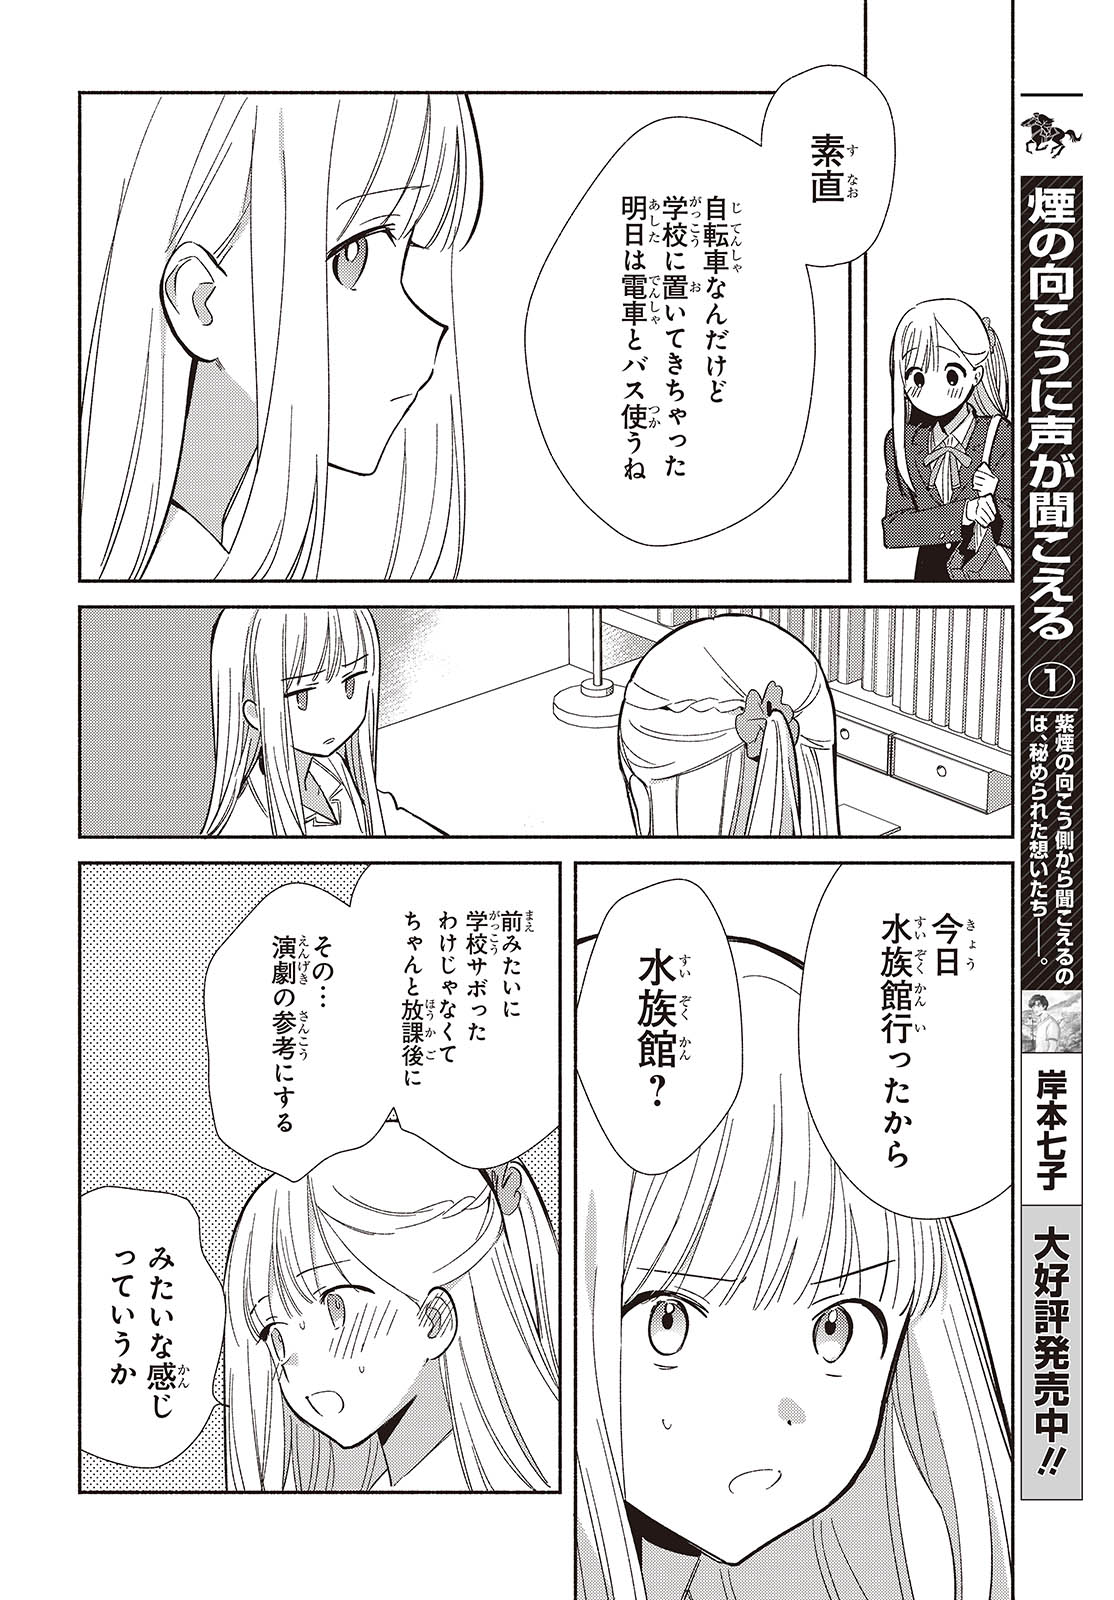 素直
自転車なんだけど
学校に置いてきちゃった
明日は電車とバス使うね
今日
水族館行ったから
水族館？
前みたいに
学校サボった
わけじゃなくて
ちゃんと放課後に
その…
演劇の参考にする
みたいな感じ
っていうか
煙の向こうに声が聞こえる①
紫煙の向こう側から聞こえるの
は、秘められた想いたち――。
岸本七子
大好評発売中!!